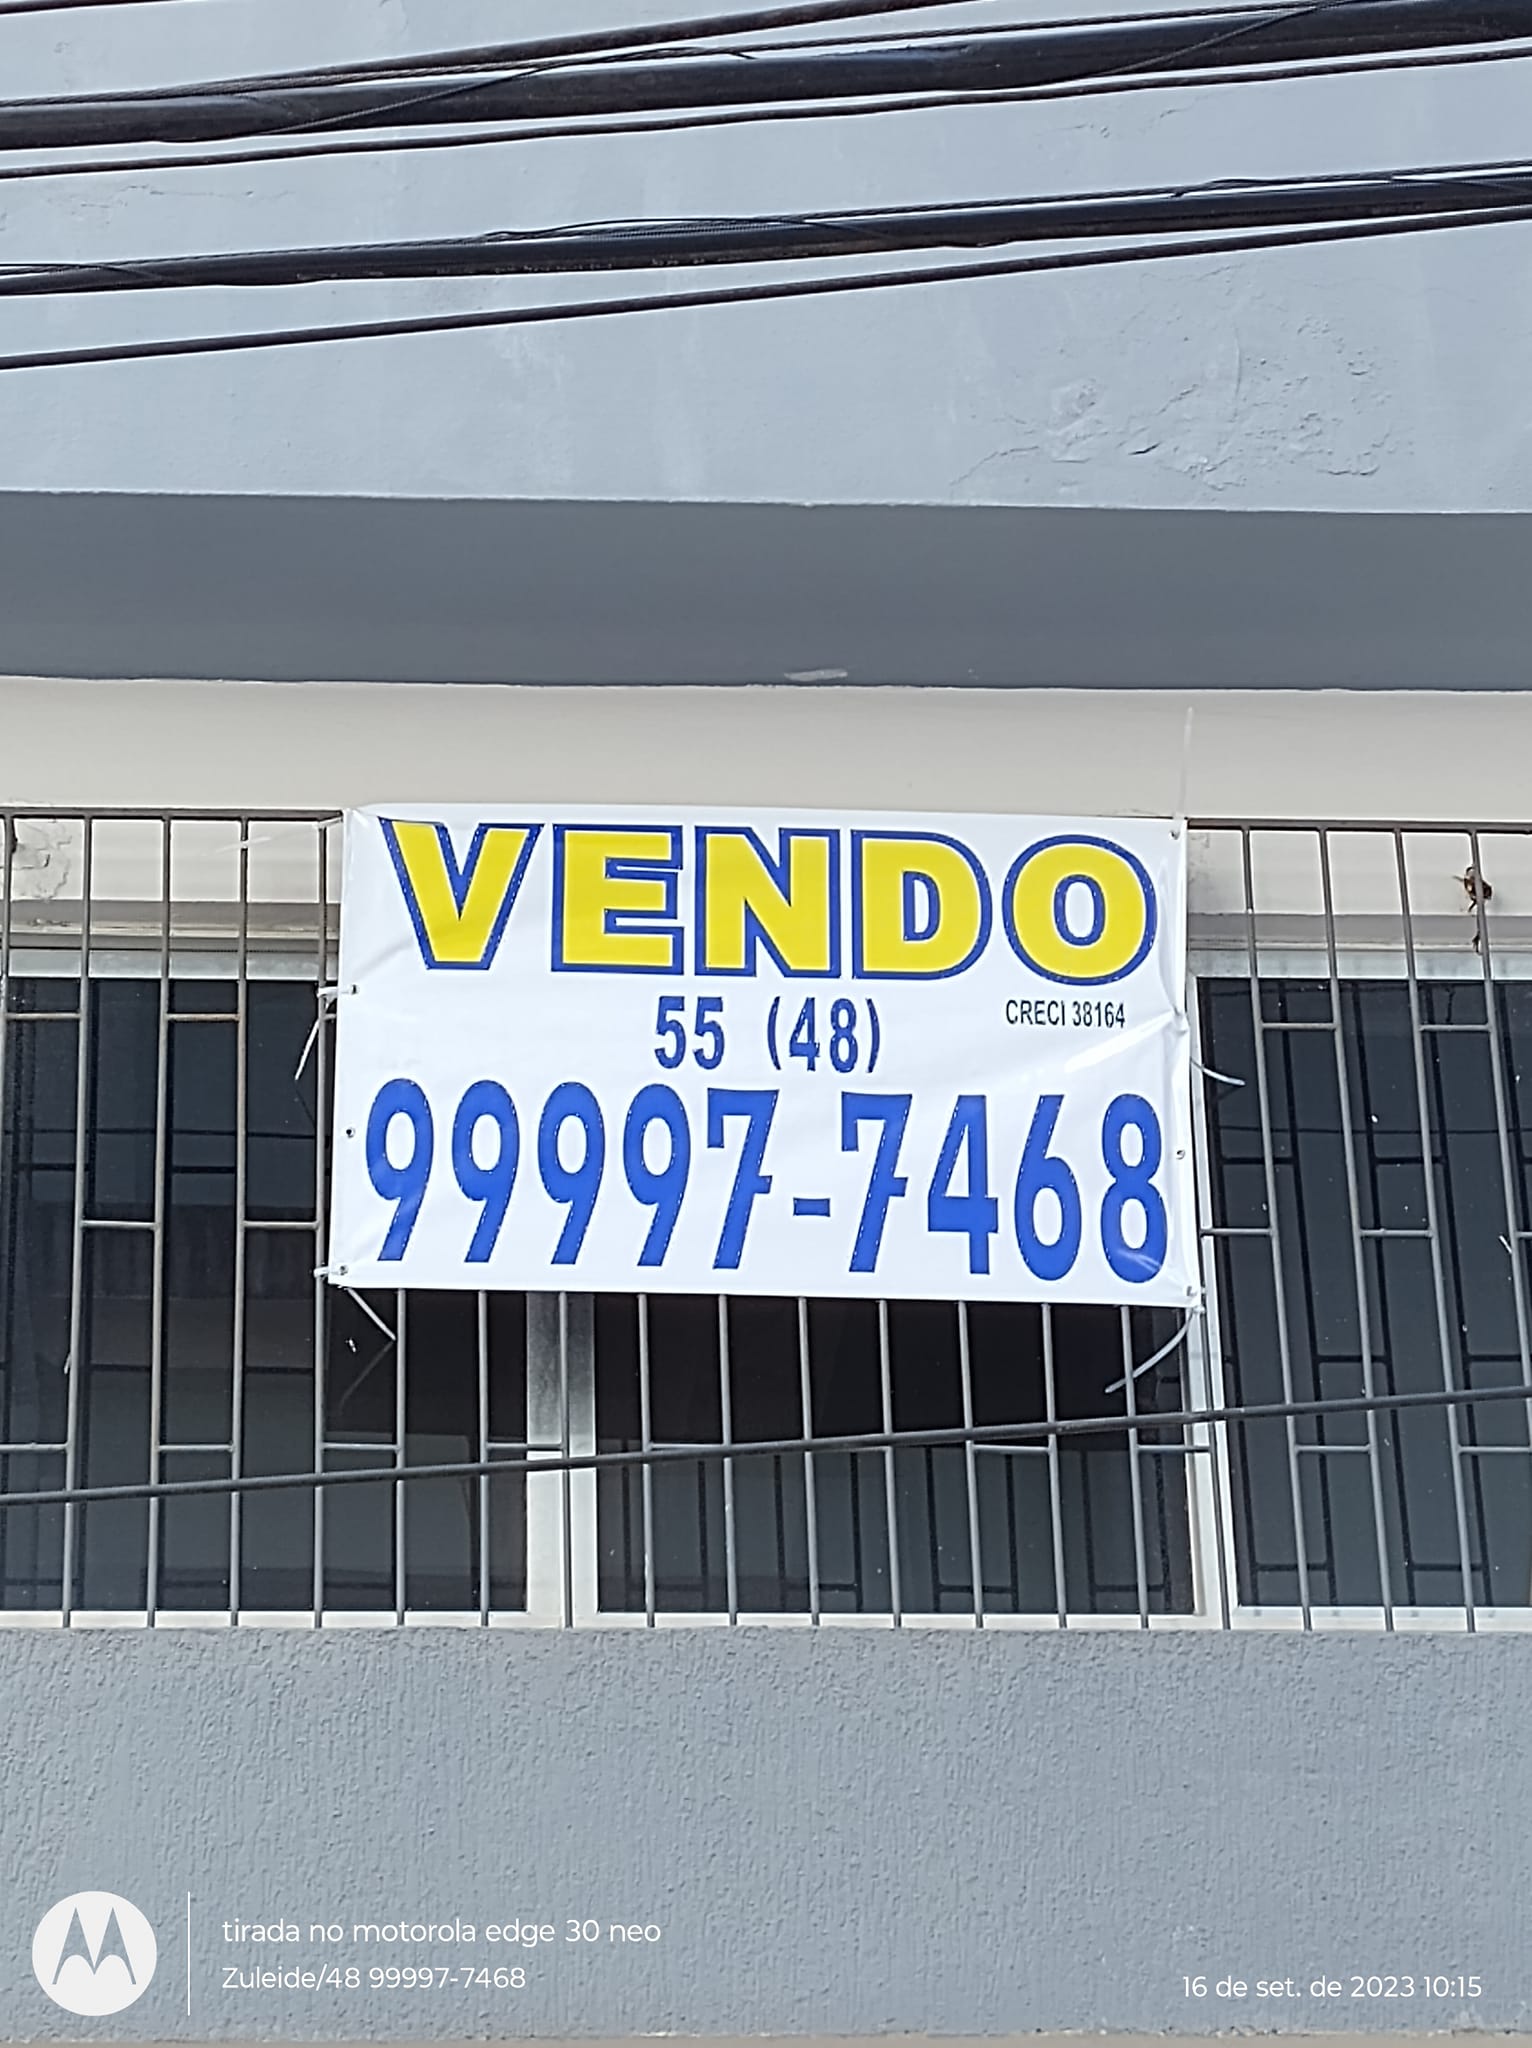 VENDO
55 (48)
CRECI 38164
99997-7468
tirada no motorola edge 30 neo
Zuleide/48 99997-7468
16 de set. de 2023 10:15